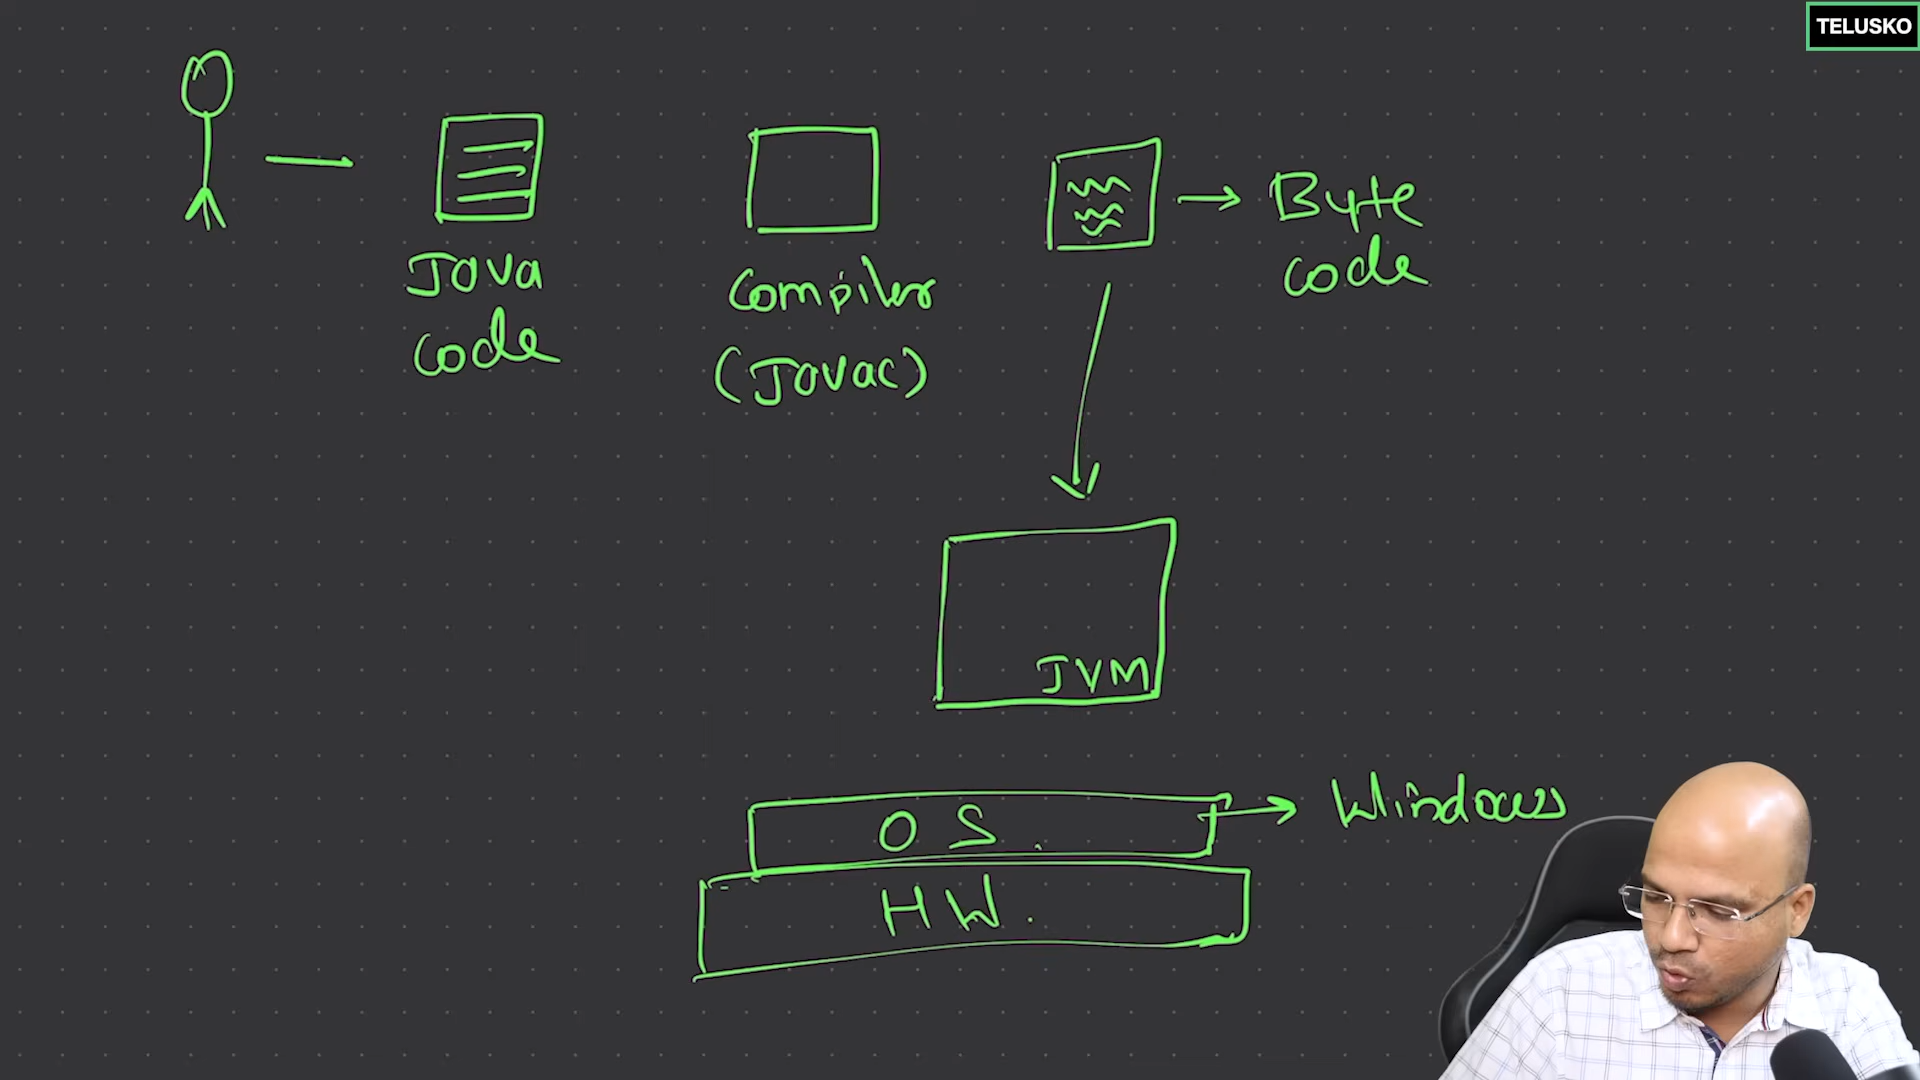 TELUSKO
Java
code
Compiler
(Javac)
Byte
code
JVM
OS.
HW.
Windows